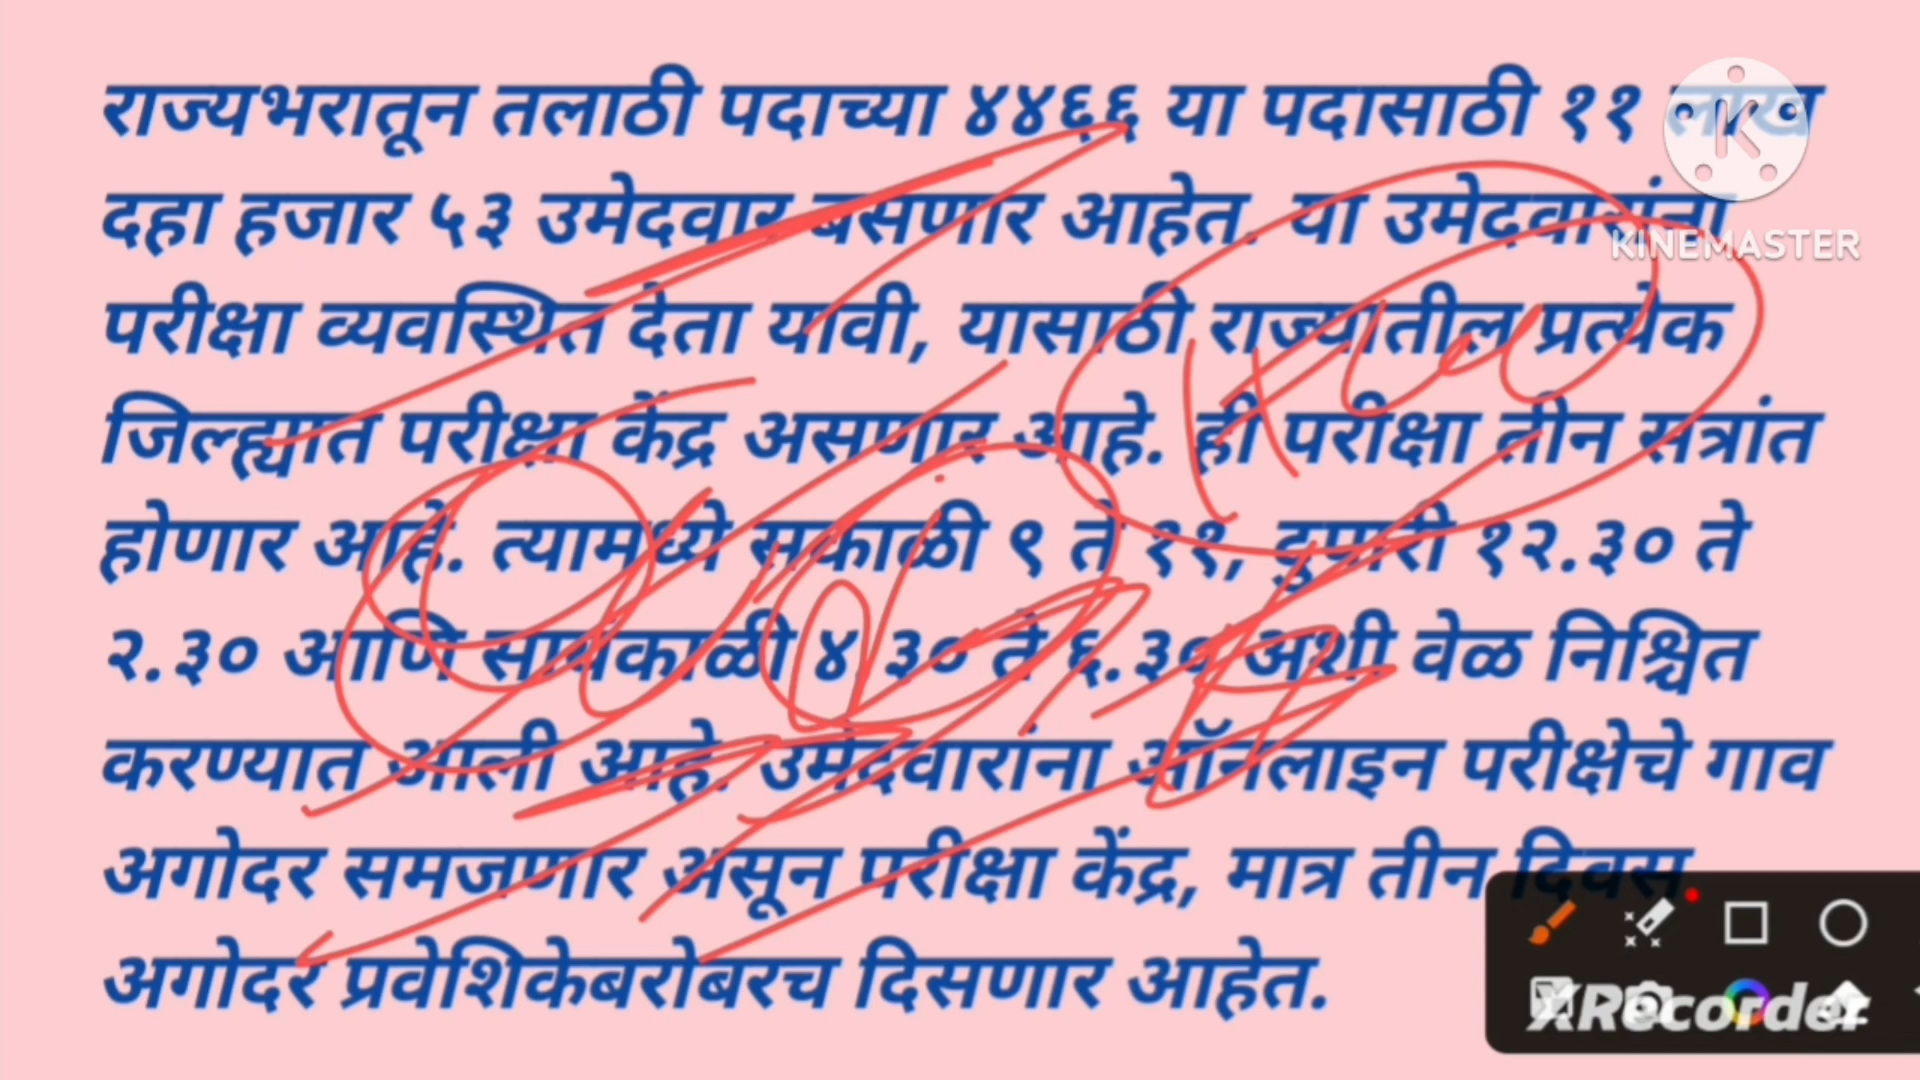 राज्यभरातून तलाठी पदाच्या ४४६६ या पदासाठी ११ लाख
दहा हजार ५३ उमेदवार बसणार आहेत. या उमेदवारांना
KINEMASTER
परीक्षा व्यवस्थित देता यावी, यासाठी राज्यातील प्रत्येक
जिल्ह्यात परीक्षा केंद्र असणार आहे. ही परीक्षा तीन सत्रांत
होणार आहे. त्यामध्ये सकाळी ९ ते ११, दुपारी १२.३० ते
२.३० आणि सायंकाळी ४.३० ते ६.३० अशी वेळ निश्चित
करण्यात आली आहे. उमेदवारांना ऑनलाइन परीक्षेचे गाव
अगोदर समजणार असून परीक्षा केंद्र, मात्र तीन दिवस
अगोदर प्रवेशिकेबरोबरच दिसणार आहेत.
XRecorder